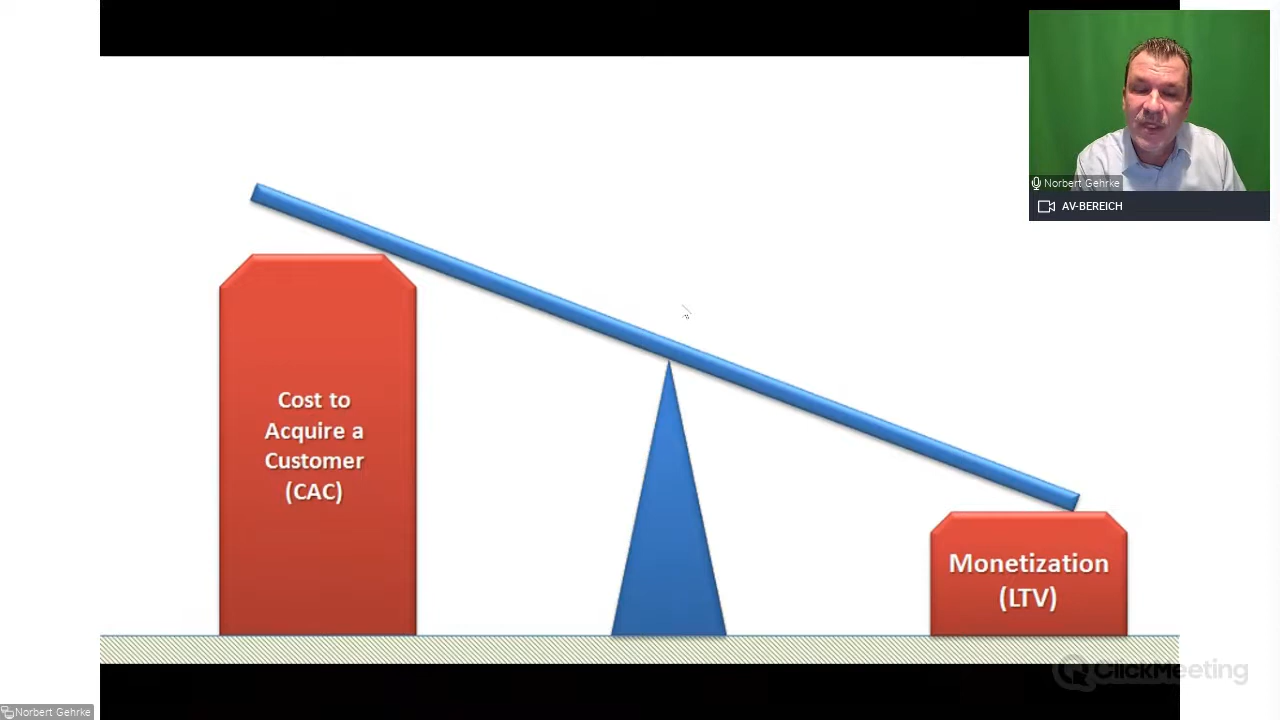 Norbert Gehrke
AV-BEREICH
Cost to
Acquire a
Customer
(CAC)
Monetization
(LTV)
ClickMeeting
Norbert Gehrke